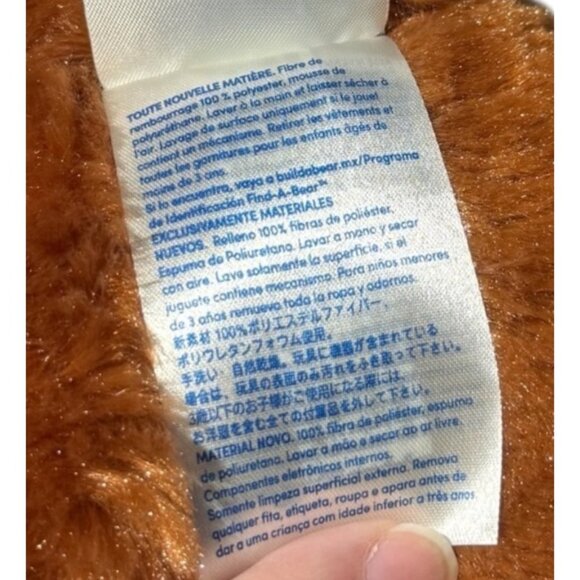 TOUTE NOUVELLE MATIÈRE. Fibre de
rembourrage 100 % polyester, mousse de
polyuréthane. Laver à la main et laisser sécher à
l'air. Lavage de surface uniquement si le jouet
contient un mécanisme. Retirer les vêtements et
toutes les garnitures pour les enfants âgés de
moins de 3 ans.
Si lo encuentra, vaya a buildabear.mx/Programa
de Identificación Find-A-Bear™
EXCLUSIVAMENTE MATERIALES
NUEVOS. Relleno 100% fibras de poliéster.
Espuma de Poliuretano. Lavar a mano y secar
con aire. Lave solamente la superficie, si el
juguete contiene mecanismo. Para niños menores
de 3 años remueva toda la ropa y adornos.
新素材 100%ポリエステルファイバー、
ポリウレタンフォウム使用。
手洗い、自然乾燥。玩具に機器が含まれている
場合は、玩具の表面のみ汚れをふき取って下さい。
3歳以下のお子様がご使用になる際には、
お洋服を含む全ての付属品を外して下さい。
MATERIAL NOVO. 100% fibra de poliéster, espuma
de poliuretano. Lavar a mão e secar ao ar livre.
Componentes eletrônicos internos.
Somente limpeza superficial externa. Remova
qualquer fita, etiqueta, roupa e apara antes de
dar a uma criança com idade inferior a três anos.